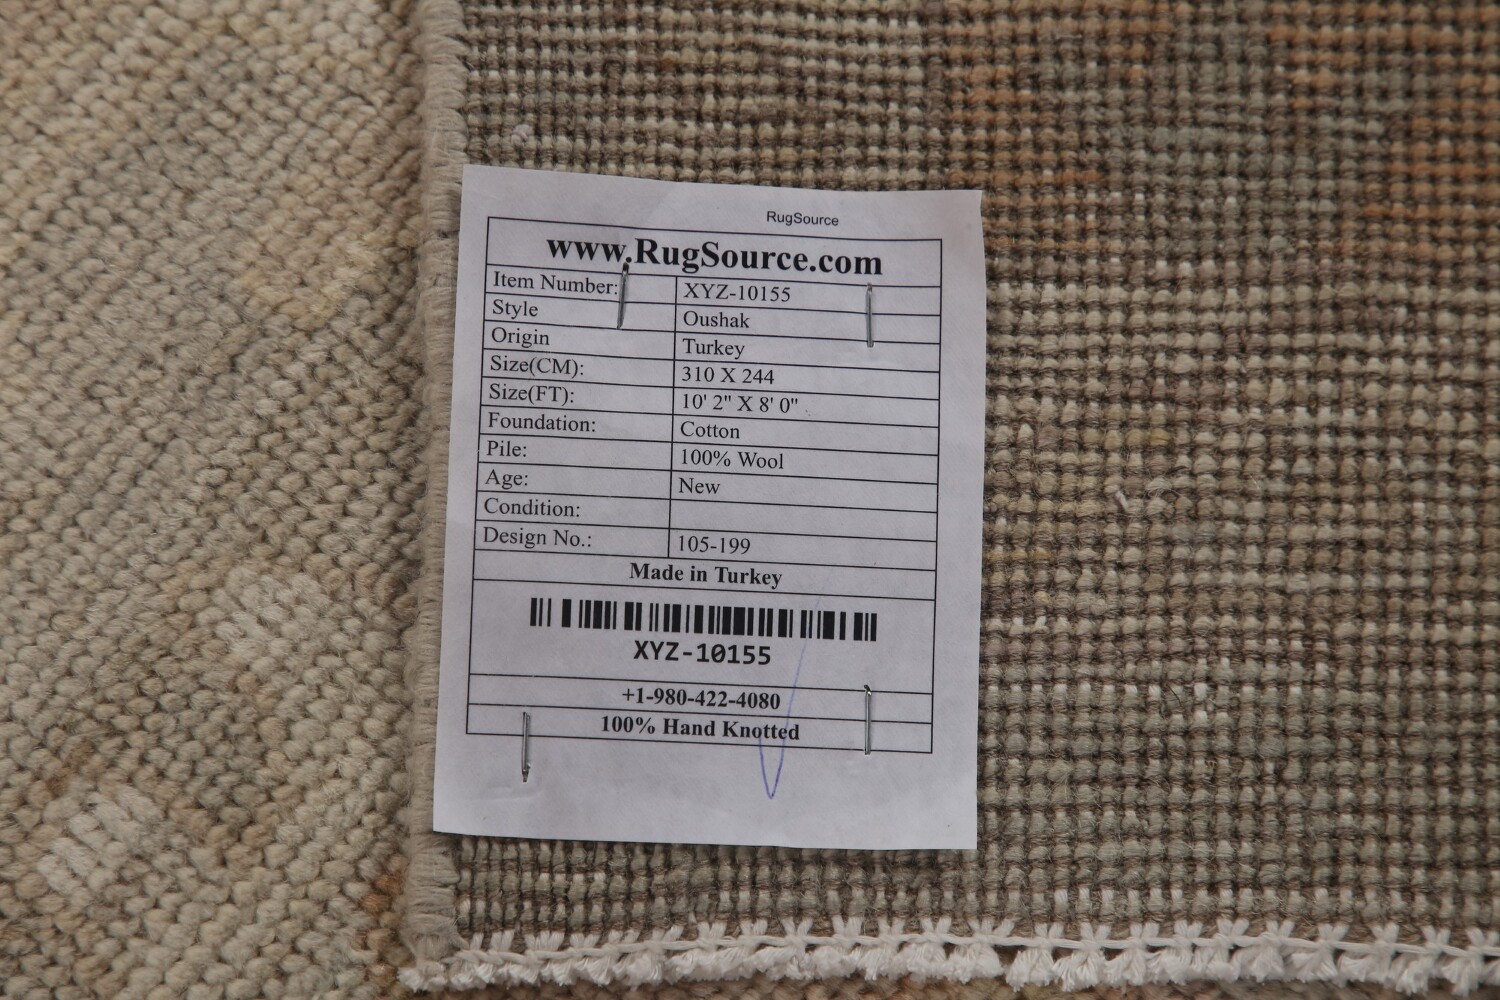 RugSource
www.RugSource.com
Item Number: XYZ-10155
Style Oushak
Origin Turkey
Size(CM): 310 X 244
Size(FT): 10' 2" X 8' 0"
Foundation: Cotton
Pile: 100% Wool
Age: New
Condition:
Design No.: 105-199
Made in Turkey
XYZ-10155
+1-980-422-4080
100% Hand Knotted